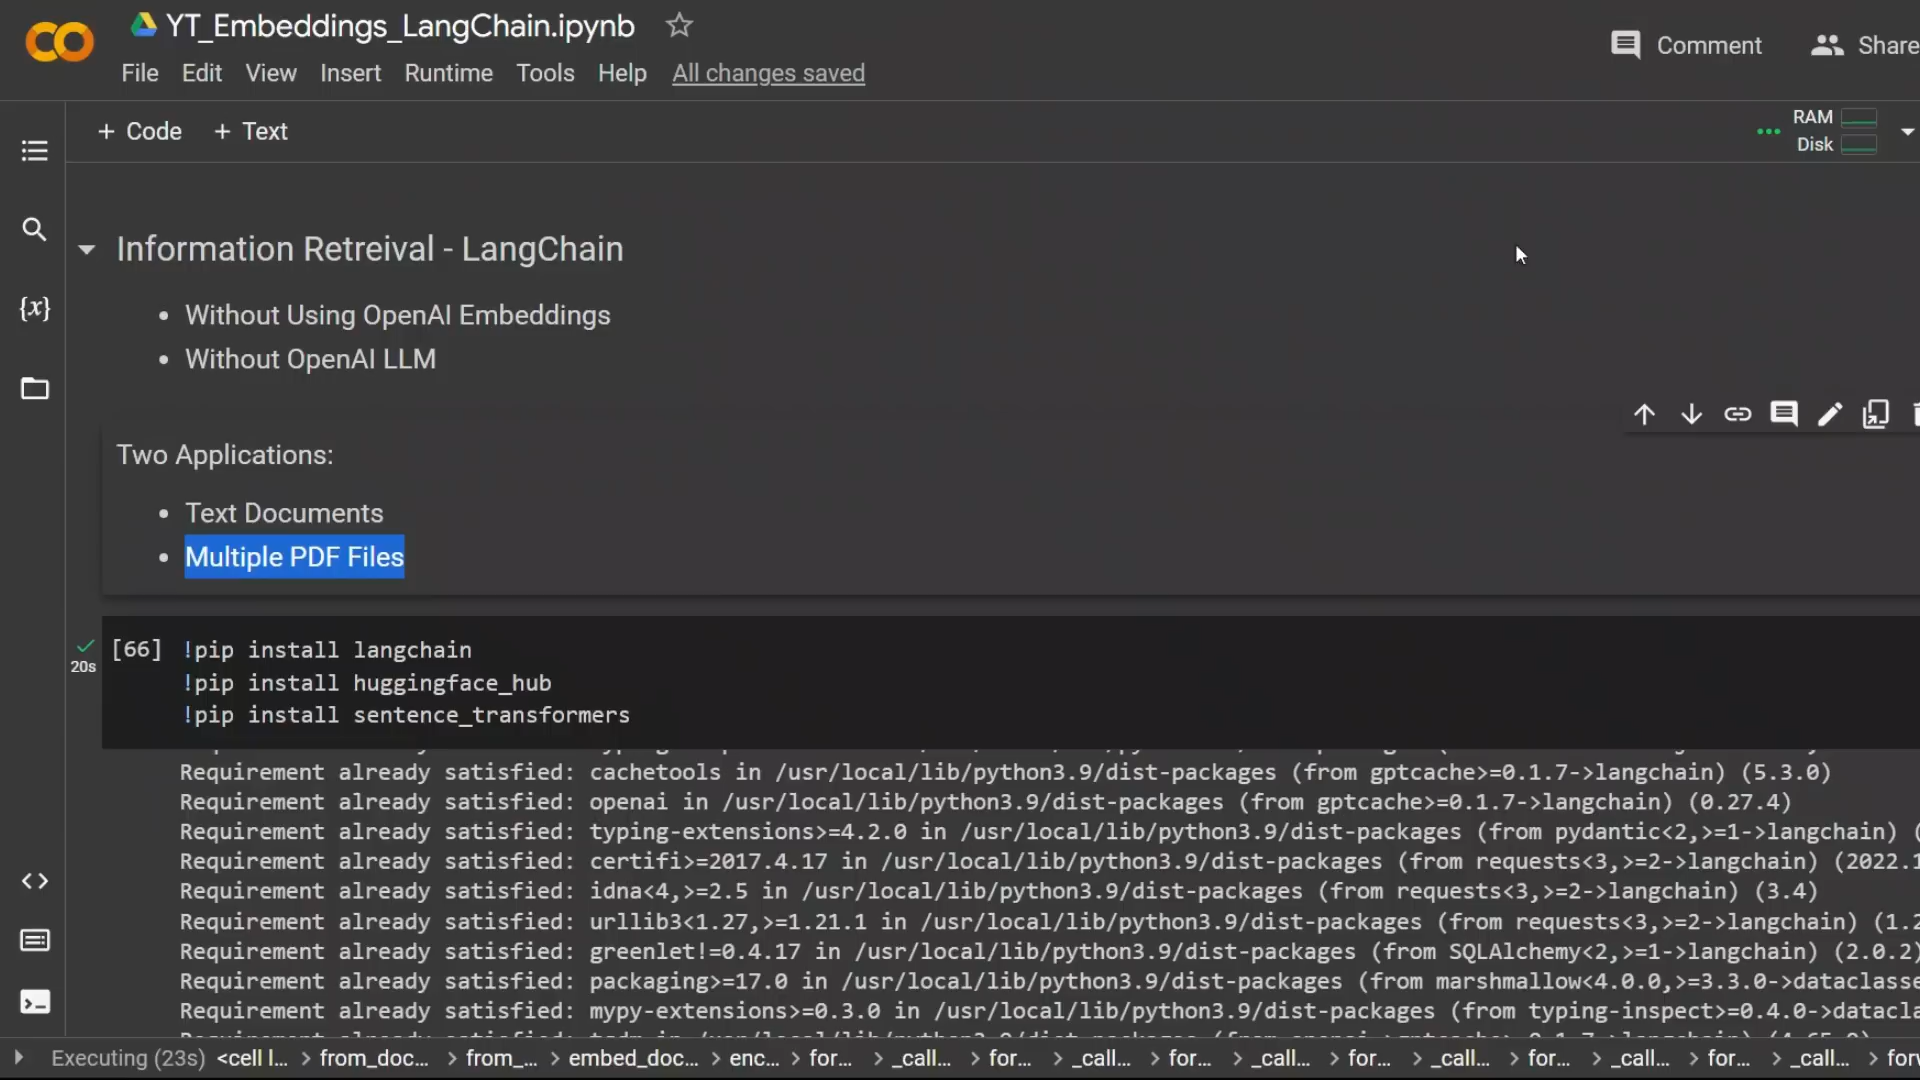 YT_Embeddings_LangChain.ipynb
Comment
Share
File Edit View Insert Runtime Tools Help All changes saved
+ Code + Text
RAM
Disk
Information Retreival - LangChain
{x}
• Without Using OpenAI Embeddings
• Without OpenAI LLM
Two Applications:
• Text Documents
• Multiple PDF Files
[66] !pip install langchain
20s
!pip install huggingface_hub
!pip install sentence_transformers
Requirement already satisfied: cachetools in /usr/local/lib/python3.9/dist-packages (from gptcache>=0.1.7->langchain) (5.3.0)
Requirement already satisfied: openai in /usr/local/lib/python3.9/dist-packages (from gptcache>=0.1.7->langchain) (0.27.4)
Requirement already satisfied: typing-extensions>=4.2.0 in /usr/local/lib/python3.9/dist-packages (from pydantic<2,>=1->langchain) (
Requirement already satisfied: certifi>=2017.4.17 in /usr/local/lib/python3.9/dist-packages (from requests<3,>=2->langchain) (2022.1
Requirement already satisfied: idna<4,>=2.5 in /usr/local/lib/python3.9/dist-packages (from requests<3,>=2->langchain) (3.4)
Requirement already satisfied: urllib3<1.27,>=1.21.1 in /usr/local/lib/python3.9/dist-packages (from requests<3,>=2->langchain) (1.2
Requirement already satisfied: greenlet!=0.4.17 in /usr/local/lib/python3.9/dist-packages (from SQLAlchemy<2,>=1->langchain) (2.0.2)
Requirement already satisfied: packaging>=17.0 in /usr/local/lib/python3.9/dist-packages (from marshmallow<4.0.0,>=3.3.0->dataclasse
Requirement already satisfied: mypy-extensions>=0.3.0 in /usr/local/lib/python3.9/dist-packages (from typing-inspect>=0.4.0->datacla
Executing (23s) <cell l... > from_doc... > from_... > embed_doc... > enc... > for... > _call... > for... > _call... > for... > _call... > for... > _call... > for... > _call... > for... > _call... > forv